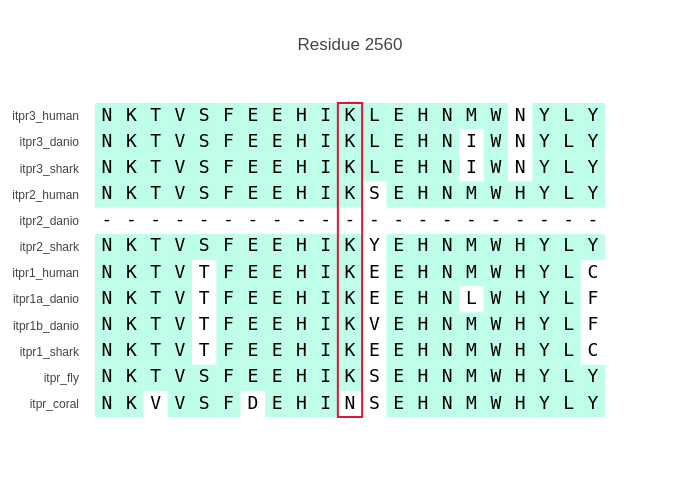 Residue 2560
itpr3_human N K T V S F E E H I K L E H N M W N Y L Y
itpr3_danio N K T V S F E E H I K L E H N I W N Y L Y
itpr3_shark N K T V S F E E H I K L E H N I W N Y L Y
itpr2_human N K T V S F E E H I K S E H N M W H Y L Y
itpr2_danio - - - - - - - - - - - - - - - - - - - - -
itpr2_shark N K T V S F E E H I K Y E H N M W H Y L Y
itpr1_human N K T V T F E E H I K E E H N M W H Y L C
itpr1a_danio N K T V T F E E H I K E E H N L W H Y L F
itpr1b_danio N K T V T F E E H I K V E H N M W H Y L F
itpr1_shark N K T V T F E E H I K E E H N M W H Y L C
itpr_fly N K T V S F E E H I K S E H N M W H Y L Y
itpr_coral N K V V S F D E H I N S E H N M W H Y L Y